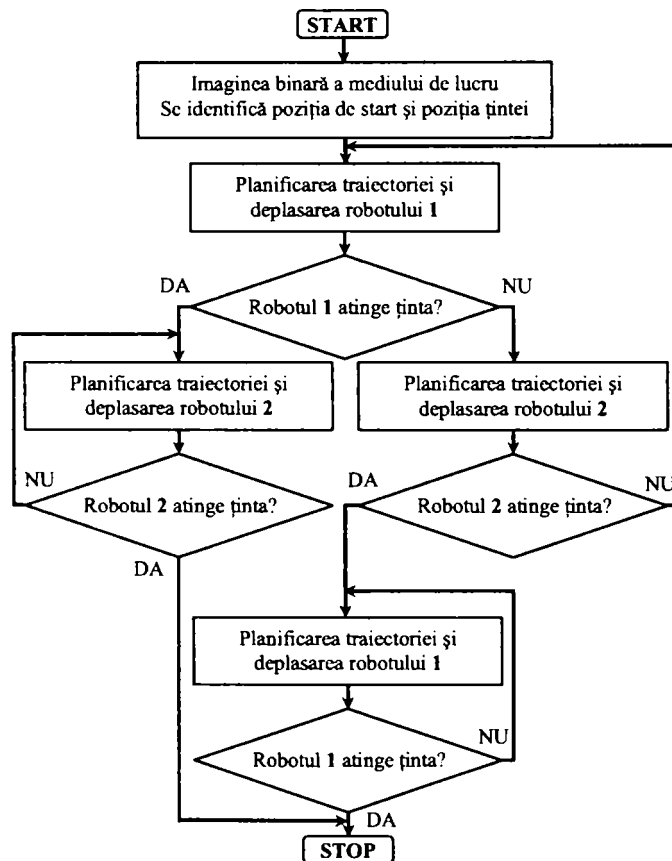 START
Imaginea binară a mediului de lucru
Se identifică poziția de start și poziția țintei
Planificarea traiectoriei și
deplasarea robotului 1
DA
NU
Robotul 1 atinge ținta?
Planificarea traiectoriei și
deplasarea robotului 2
Planificarea traiectoriei și
deplasarea robotului 2
NU
Robotul 2 atinge ținta?
DA
DA
Robotul 2 atinge ținta?
NU
Planificarea traiectoriei și
deplasarea robotului 1
Robotul 1 atinge ținta?
NU
DA
STOP